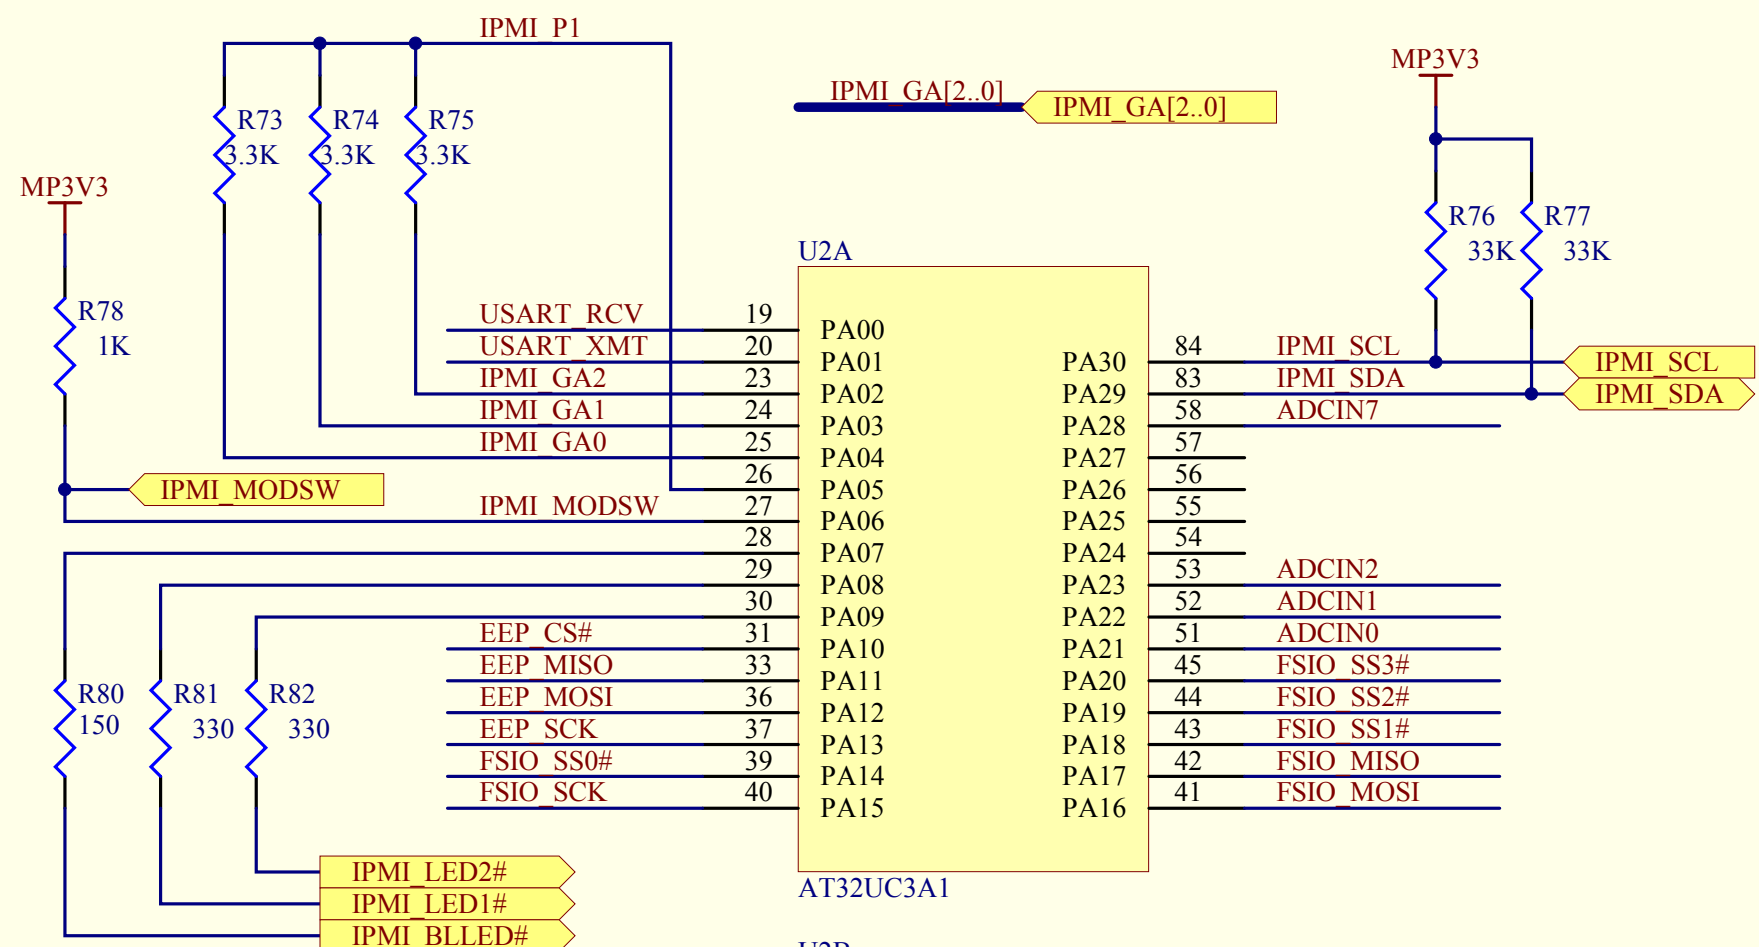 IPMI_P1
IPMI_GA[2..0]
IPMI_GA[2..0]
MP3V3
R73
3.3K
R74
3.3K
R75
3.3K
MP3V3
R78
1K
R76
33K
R77
33K
U2A
USART_RCV 19 PA00
USART_XMT 20 PA01
IPMI_GA2 23 PA02
IPMI_GA1 24 PA03
IPMI_GA0 25 PA04
26 PA05
IPMI_MODSW
IPMI_MODSW 27 PA06
28 PA07
29 PA08
30 PA09
EEP_CS# 31 PA10
EEP_MISO 33 PA11
EEP_MOSI 36 PA12
EEP_SCK 37 PA13
FSIO_SS0# 39 PA14
FSIO_SCK 40 PA15
PA30 84 IPMI_SCL IPMI_SCL
PA29 83 IPMI_SDA IPMI_SDA
PA28 58 ADCIN7
PA27 57
PA26 56
PA25 55
PA24 54
PA23 53 ADCIN2
PA22 52 ADCIN1
PA21 51 ADCIN0
PA20 45 FSIO_SS3#
PA19 44 FSIO_SS2#
PA18 43 FSIO_SS1#
PA17 42 FSIO_MISO
PA16 41 FSIO_MOSI
R80
150
R81
330
R82
330
IPMI_LED2#
IPMI_LED1#
IPMI_BLLED#
AT32UC3A1